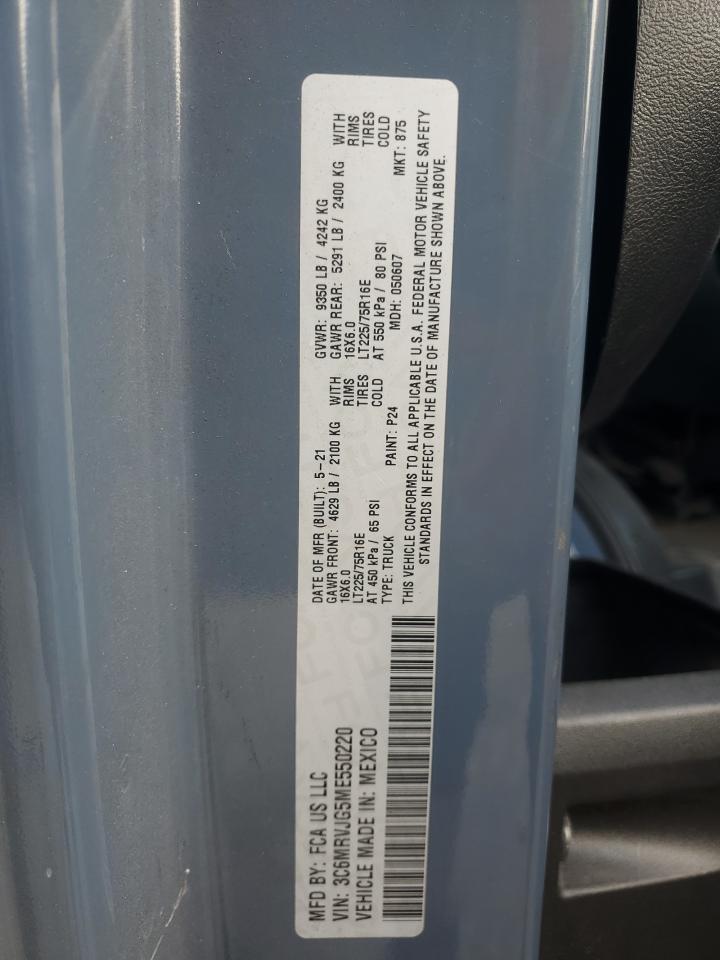 MFD BY: FCA US LLC
VIN: 3C6MRVJG5ME550220
VEHICLE MADE IN: MEXICO
DATE OF MFR (BUILT): 5-21 GVWR: 9350 LB / 4242 KG
GAWR FRONT: 4629 LB / 2100 KG WITH GAWR REAR: 5291 LB / 2400 KG WITH
16X6.0 RIMS 16X6.0 RIMS
LT225/75R16E TIRES LT225/75R16E TIRES
AT 450 kPa / 65 PSI COLD AT 550 kPa / 80 PSI COLD
TYPE: TRUCK PAINT: P24 MDH: 050607 MKT: 875
THIS VEHICLE CONFORMS TO ALL APPLICABLE U.S.A. FEDERAL MOTOR VEHICLE SAFETY
STANDARDS IN EFFECT ON THE DATE OF MANUFACTURE SHOWN ABOVE.